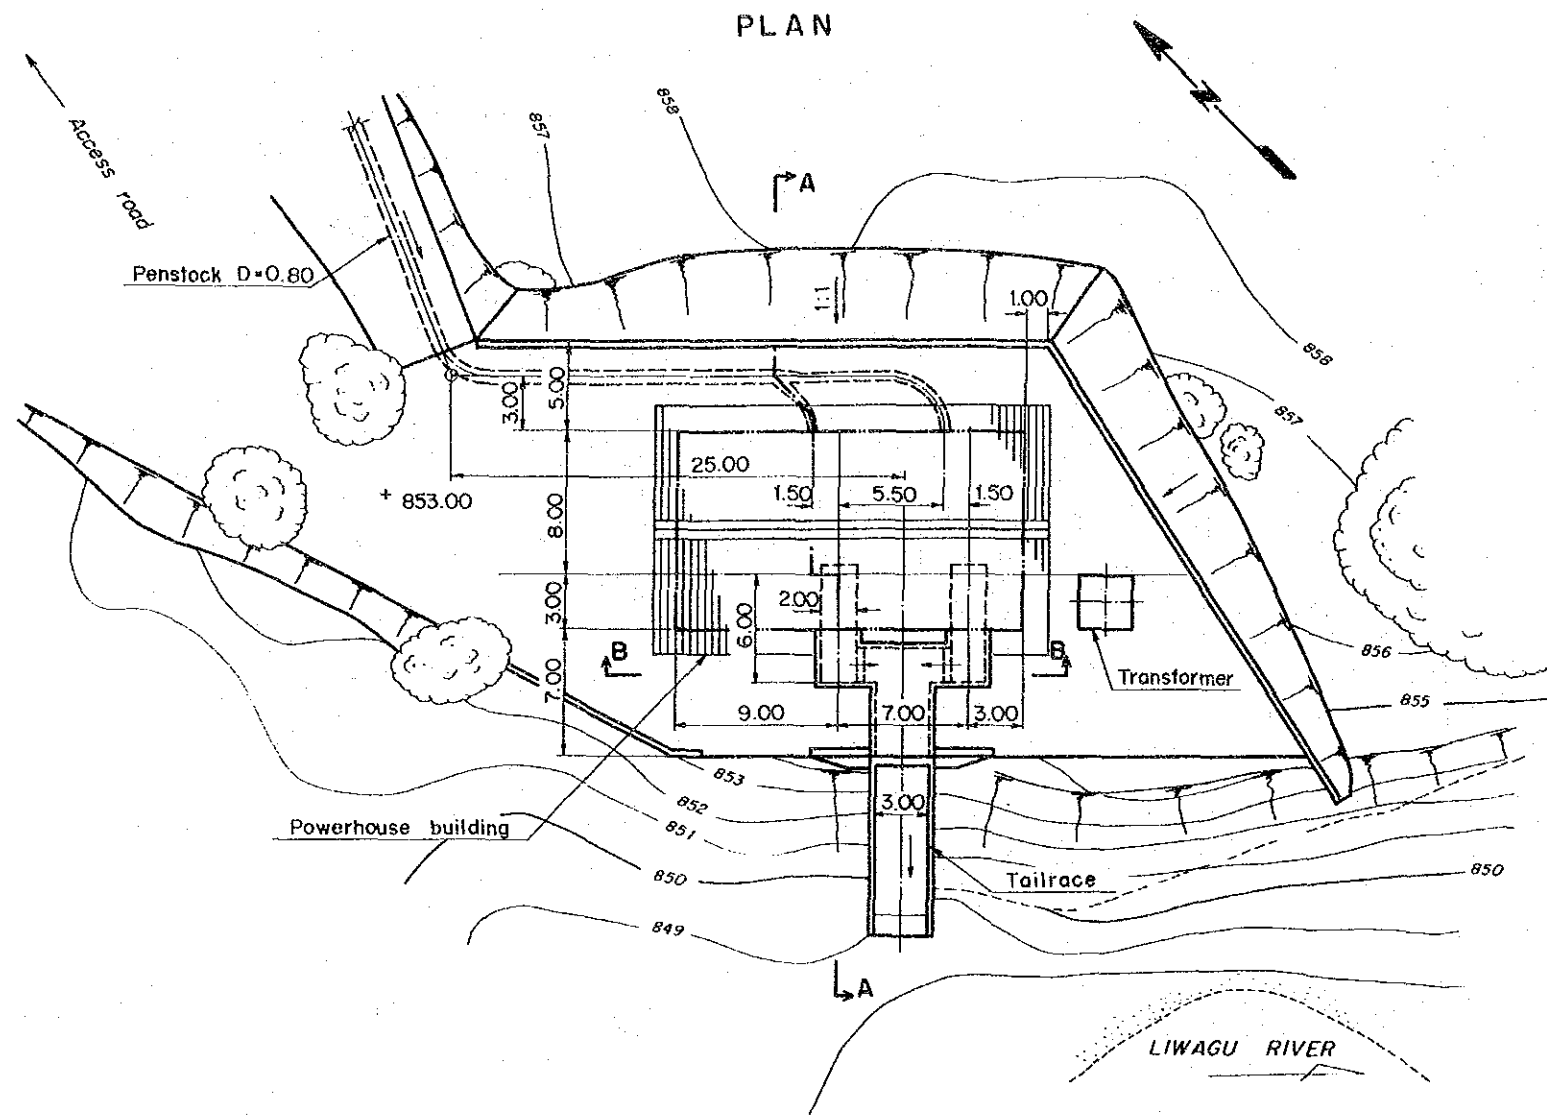 PLAN
858
857
A
Access road
Penstock D=0.80
1:1
1.00
858
3.00
5.00
857
25.00
+ 853.00
1.50
5.50
1.50
8.00
2.00
3.00
6.00
B
B
856
Transformer
7.00
855
9.00
7.00
3.00
853
852
3.00
Powerhouse building
851
850
Tailrace
850
849
A
LIWAGU RIVER